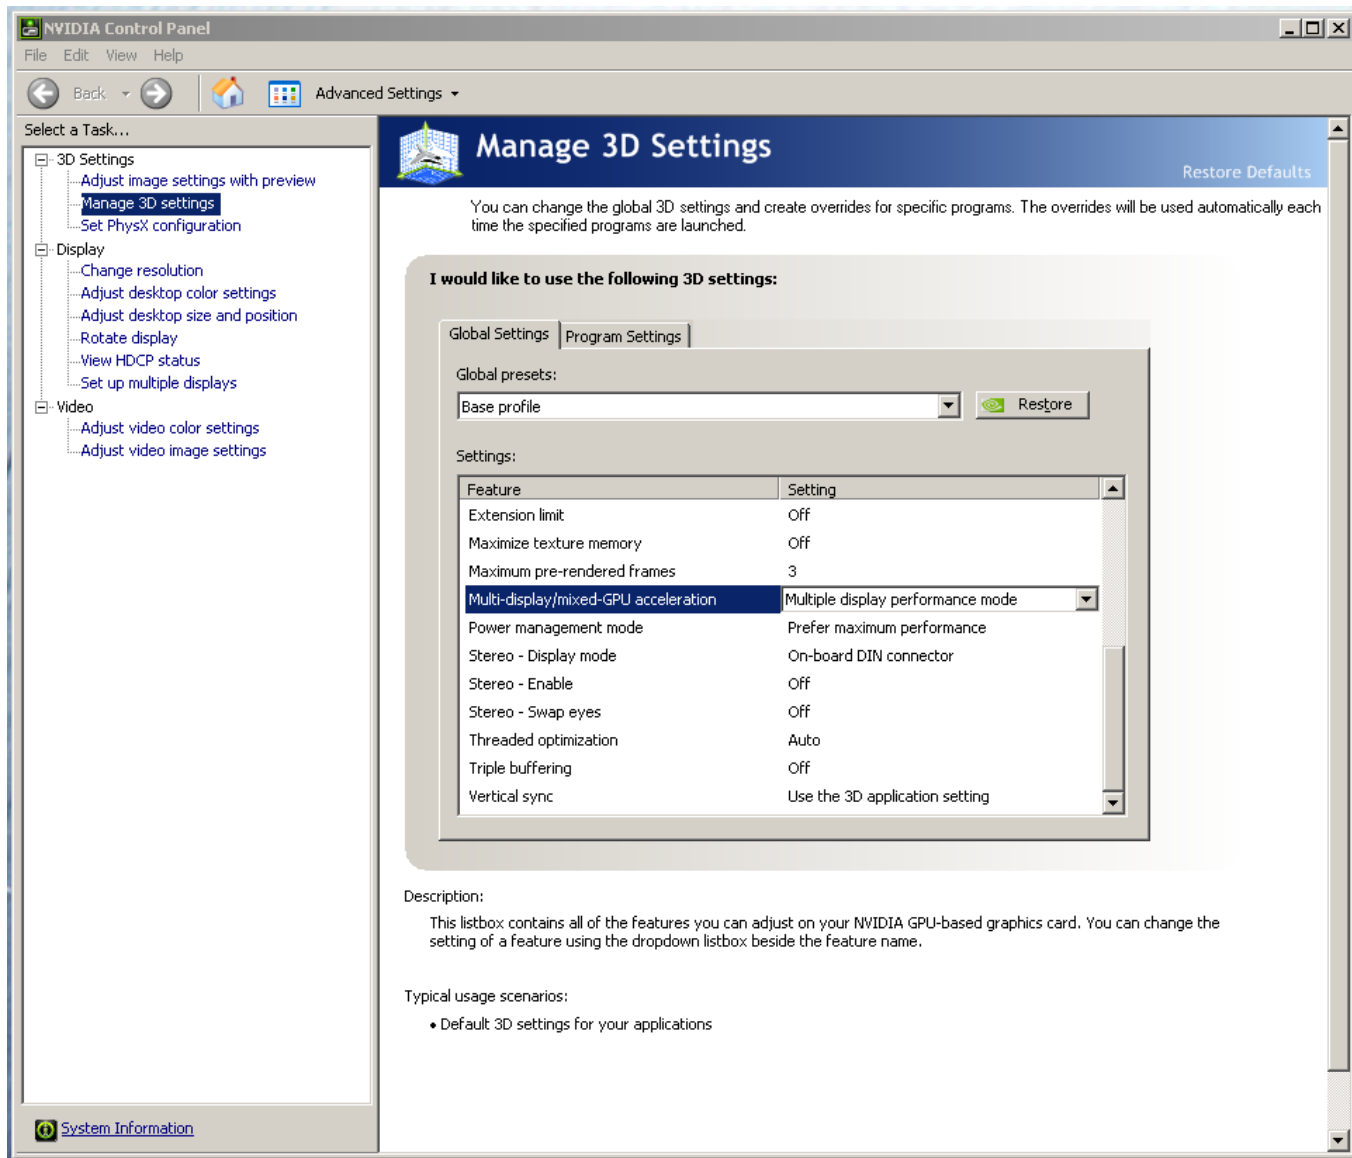 NVIDIA Control Panel
File Edit View Help
Back Advanced Settings
Select a Task...
3D Settings
Adjust image settings with preview
Manage 3D settings
Set PhysX configuration
Display
Change resolution
Adjust desktop color settings
Adjust desktop size and position
Rotate display
View HDCP status
Set up multiple displays
Video
Adjust video color settings
Adjust video image settings
System Information
Manage 3D Settings
Restore Defaults
You can change the global 3D settings and create overrides for specific programs. The overrides will be used automatically each
time the specified programs are launched.
I would like to use the following 3D settings:
Global Settings Program Settings
Global presets:
Base profile Restore
Settings:
Feature Setting
Extension limit Off
Maximize texture memory Off
Maximum pre-rendered frames 3
Multi-display/mixed-GPU acceleration Multiple display performance mode
Power management mode Prefer maximum performance
Stereo - Display mode On-board DIN connector
Stereo - Enable Off
Stereo - Swap eyes Off
Threaded optimization Auto
Triple buffering Off
Vertical sync Use the 3D application setting
Description:
This listbox contains all of the features you can adjust on your NVIDIA GPU-based graphics card. You can change the
setting of a feature using the dropdown listbox beside the feature name.
Typical usage scenarios:
• Default 3D settings for your applications